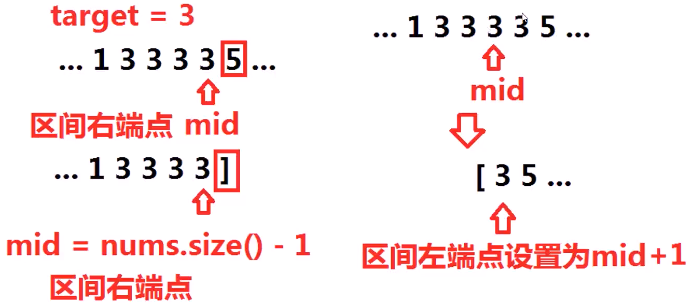 target = 3
... 1 3 3 3 3 5 ...
区间右端点 mid
... 1 3 3 3 3 ]
mid = nums.size() - 1
区间右端点
... 1 3 3 3 3 5 ...
mid
[ 3 5 ...
区间左端点设置为mid+1